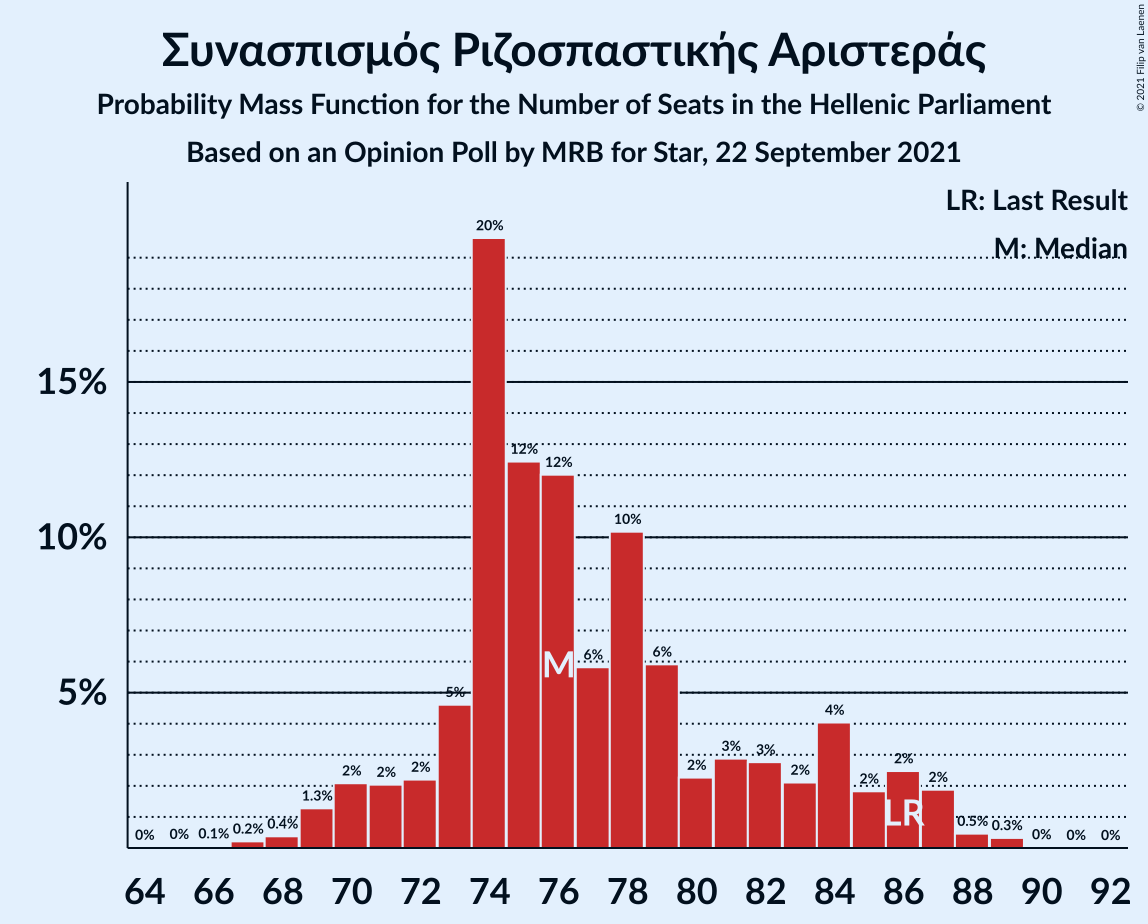 Συνασπισμός Ριζοσπαστικής Αριστεράς
Probability Mass Function for the Number of Seats in the Hellenic Parliament
Based on an Opinion Poll by MRB for Star, 22 September 2021
© 2021 Filip van Laenen
LR: Last Result
M: Median
15%
10%
5%
0% 0% 0.1% 0.2% 0.4% 1.3% 2% 2% 2% 5% 20% 12% 12% 6% 10% 6% 2% 3% 3% 2% 4% 2% 2% 2% 0.5% 0.3% 0% 0% 0%
M
LR
64 66 68 70 72 74 76 78 80 82 84 86 88 90 92